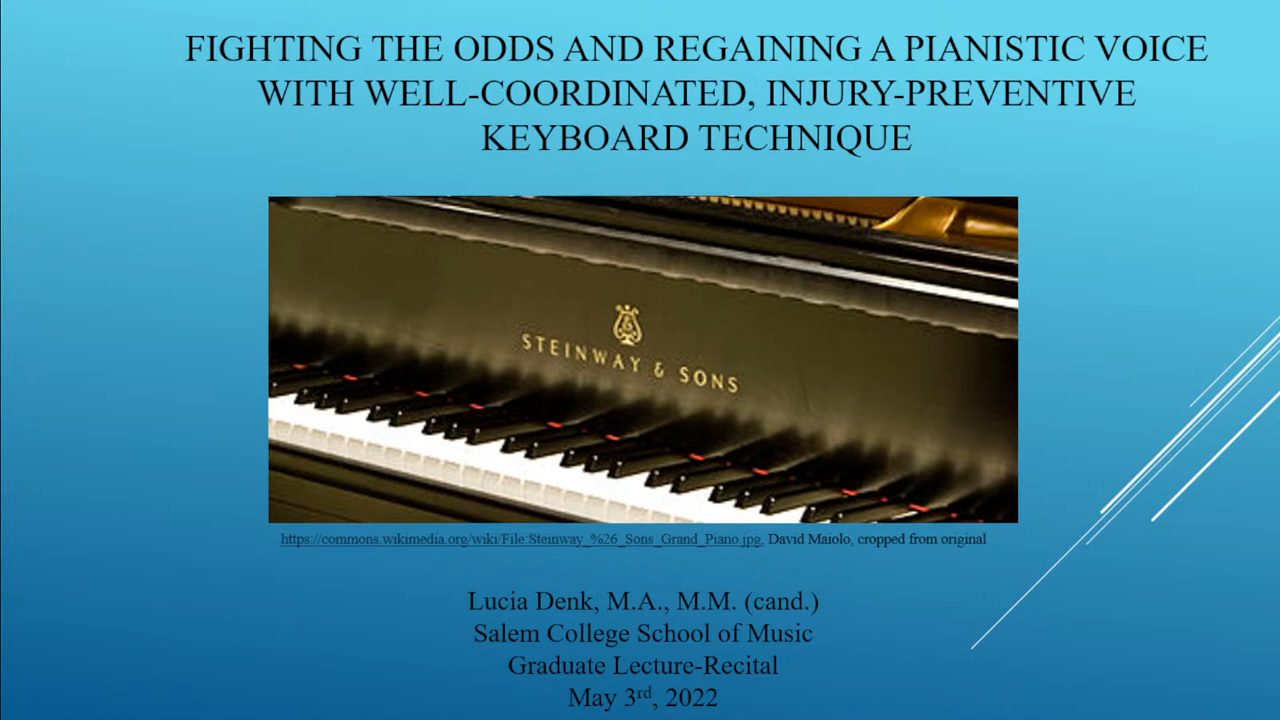 FIGHTING THE ODDS AND REGAINING A PIANISTIC VOICE
WITH WELL-COORDINATED, INJURY-PREVENTIVE
KEYBOARD TECHNIQUE
STEINWAY & SONS
https://commons.wikimedia.org/wiki/File:Steinway_%26_Sons_Grand_Piano.jpg, David Maiolo, cropped from original
Lucia Denk, M.A., M.M. (cand.)
Salem College School of Music
Graduate Lecture-Recital
May 3rd, 2022